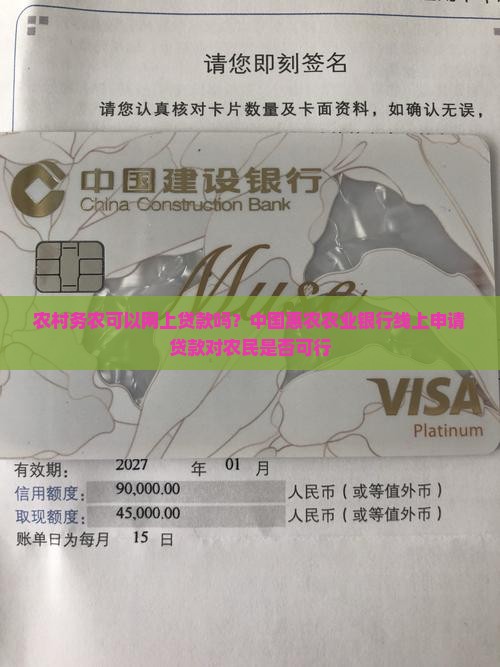 请您即刻签名
请您认真核对卡片数量及卡面资料，如确认无误，
中国建设银行
China Construction Bank
Muse
农村务农可以网上贷款吗？中国惠农农业银行线上申请
贷款对农民是否可行
VISA
Platinum
有效期： 2027 年 01 月
信用额度： 90,000.00 人民币（或等值外币）
取现额度： 45,000.00 人民币（或等值外币）
账单日为每月 15 日